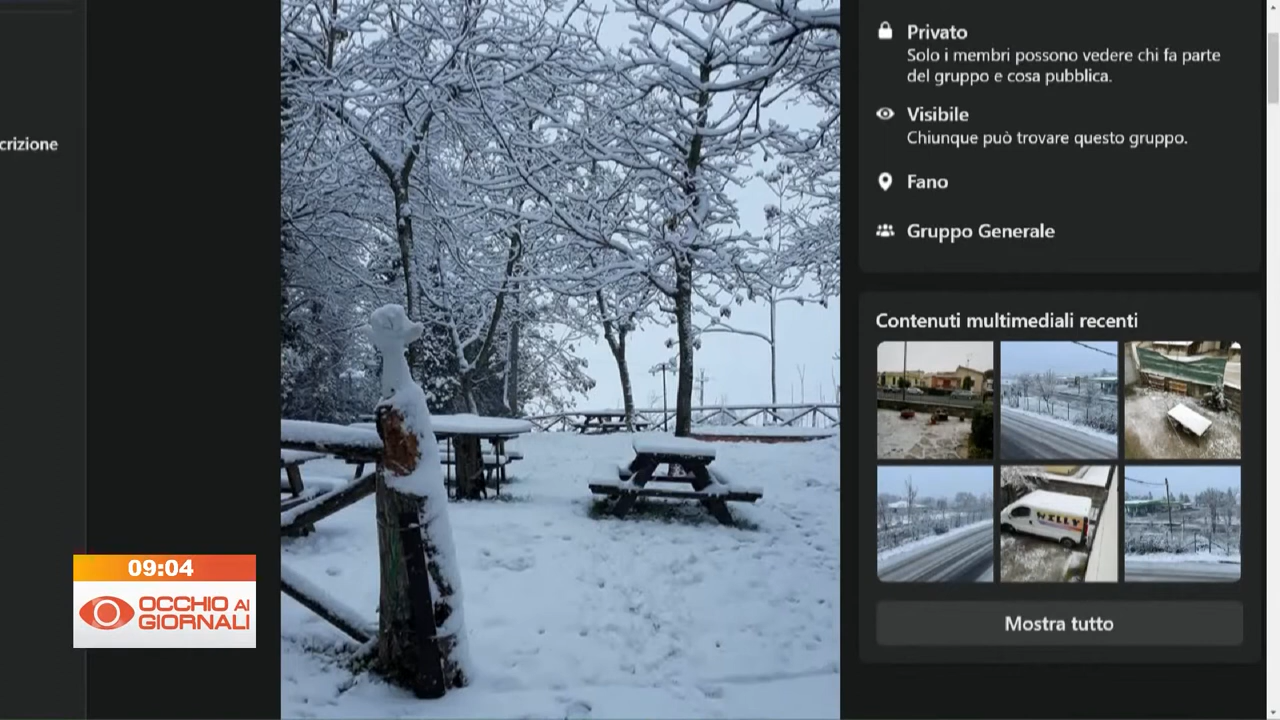 crizione
Privato
Solo i membri possono vedere chi fa parte
del gruppo e cosa pubblica.
Visibile
Chiunque può trovare questo gruppo.
Fano
Gruppo Generale
Contenuti multimediali recenti
NELLY
Mostra tutto
09:04
OCCHIO AI
GIORNALI